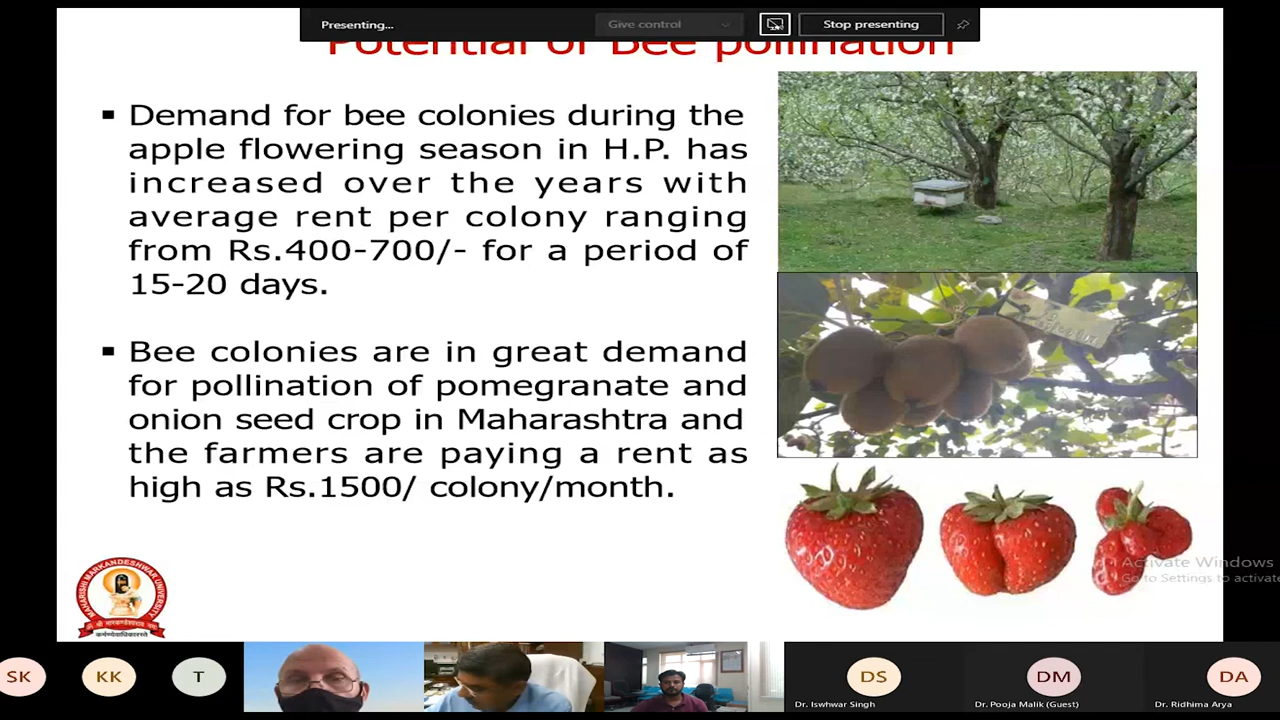 Presenting...
Give control
Stop presenting
Potential of Bee pollination
▪ Demand for bee colonies during the
apple flowering season in H.P. has
increased over the years with
average rent per colony ranging
from Rs.400-700/- for a period of
15-20 days.
▪ Bee colonies are in great demand
for pollination of pomegranate and
onion seed crop in Maharashtra and
the farmers are paying a rent as
high as Rs.1500/ colony/month.
MAHARISHI MARKANDESHWAR UNIVERSITY
Activate Windows
Go to Settings to activate
SK
KK
T
DS
DM
DA
Dr. Iswhwar Singh
Dr. Pooja Malik (Guest)
Dr. Ridhima Arya